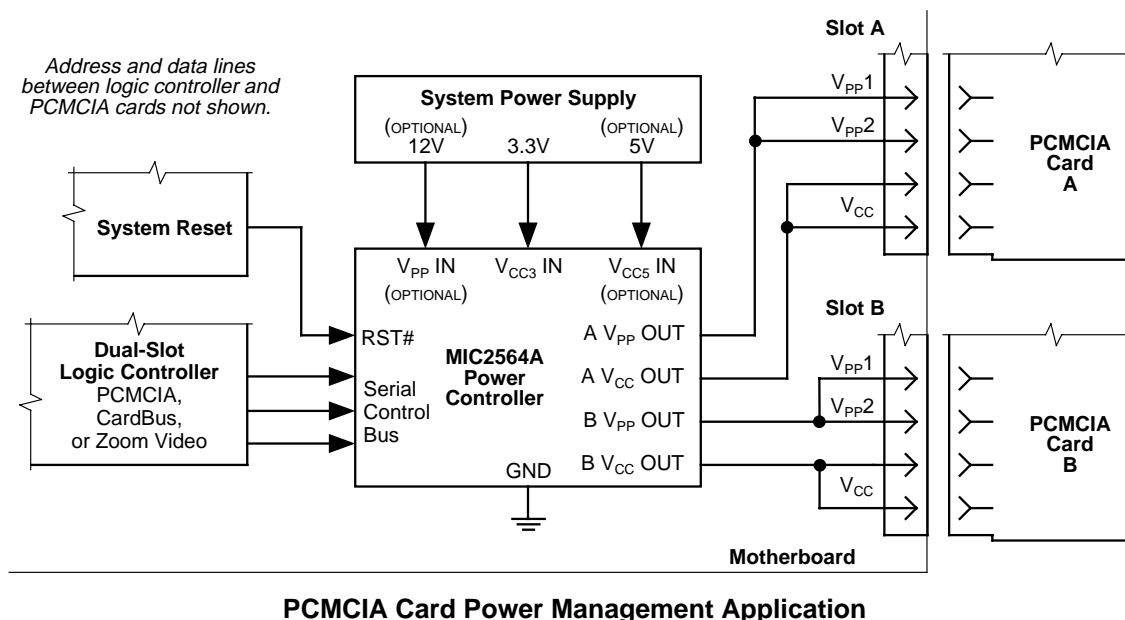 Address and data lines
between logic controller and
PCMCIA cards not shown.
System Power Supply
(OPTIONAL)
12V
3.3V
(OPTIONAL)
5V
System Reset
Dual-Slot
Logic Controller
PCMCIA,
CardBus,
or Zoom Video
VPP IN
(OPTIONAL)
VCC3 IN
VCC5 IN
(OPTIONAL)
RST#
Serial
Control
Bus
MIC2564A
Power
Controller
A VPP OUT
A VCC OUT
B VPP OUT
B VCC OUT
GND
Slot A
VPP1
VPP2
VCC
PCMCIA
Card
A
Slot B
VPP1
VPP2
VCC
PCMCIA
Card
B
Motherboard
PCMCIA Card Power Management Application